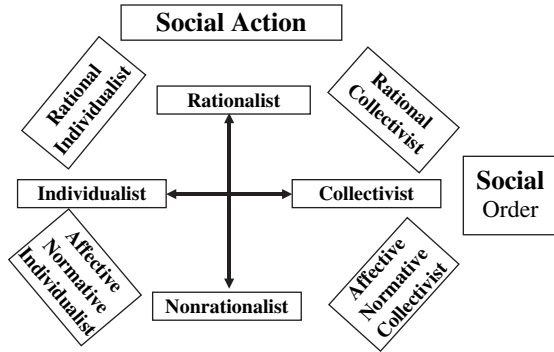 Social Action
Rational
Individualist
Rationalist
Rational
Collectivist
Individualist
Collectivist
Social
Order
Affective
Normative
Individualist
Nonrationalist
Affective
Normative
Collectivist